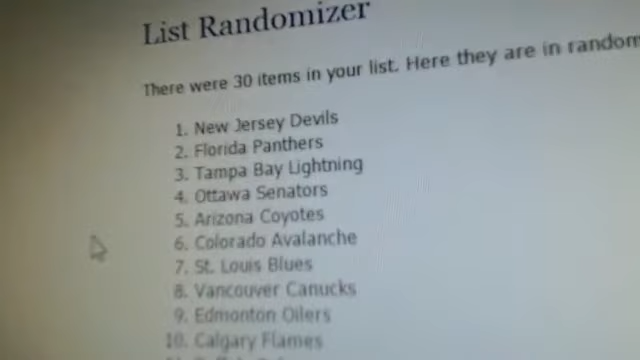 List Randomizer
There were 30 items in your list. Here they are in random
1. New Jersey Devils
2. Florida Panthers
3. Tampa Bay Lightning
4. Ottawa Senators
5. Arizona Coyotes
6. Colorado Avalanche
7. St. Louis Blues
8. Vancouver Canucks
9. Edmonton Oilers
10. Calgary Flames